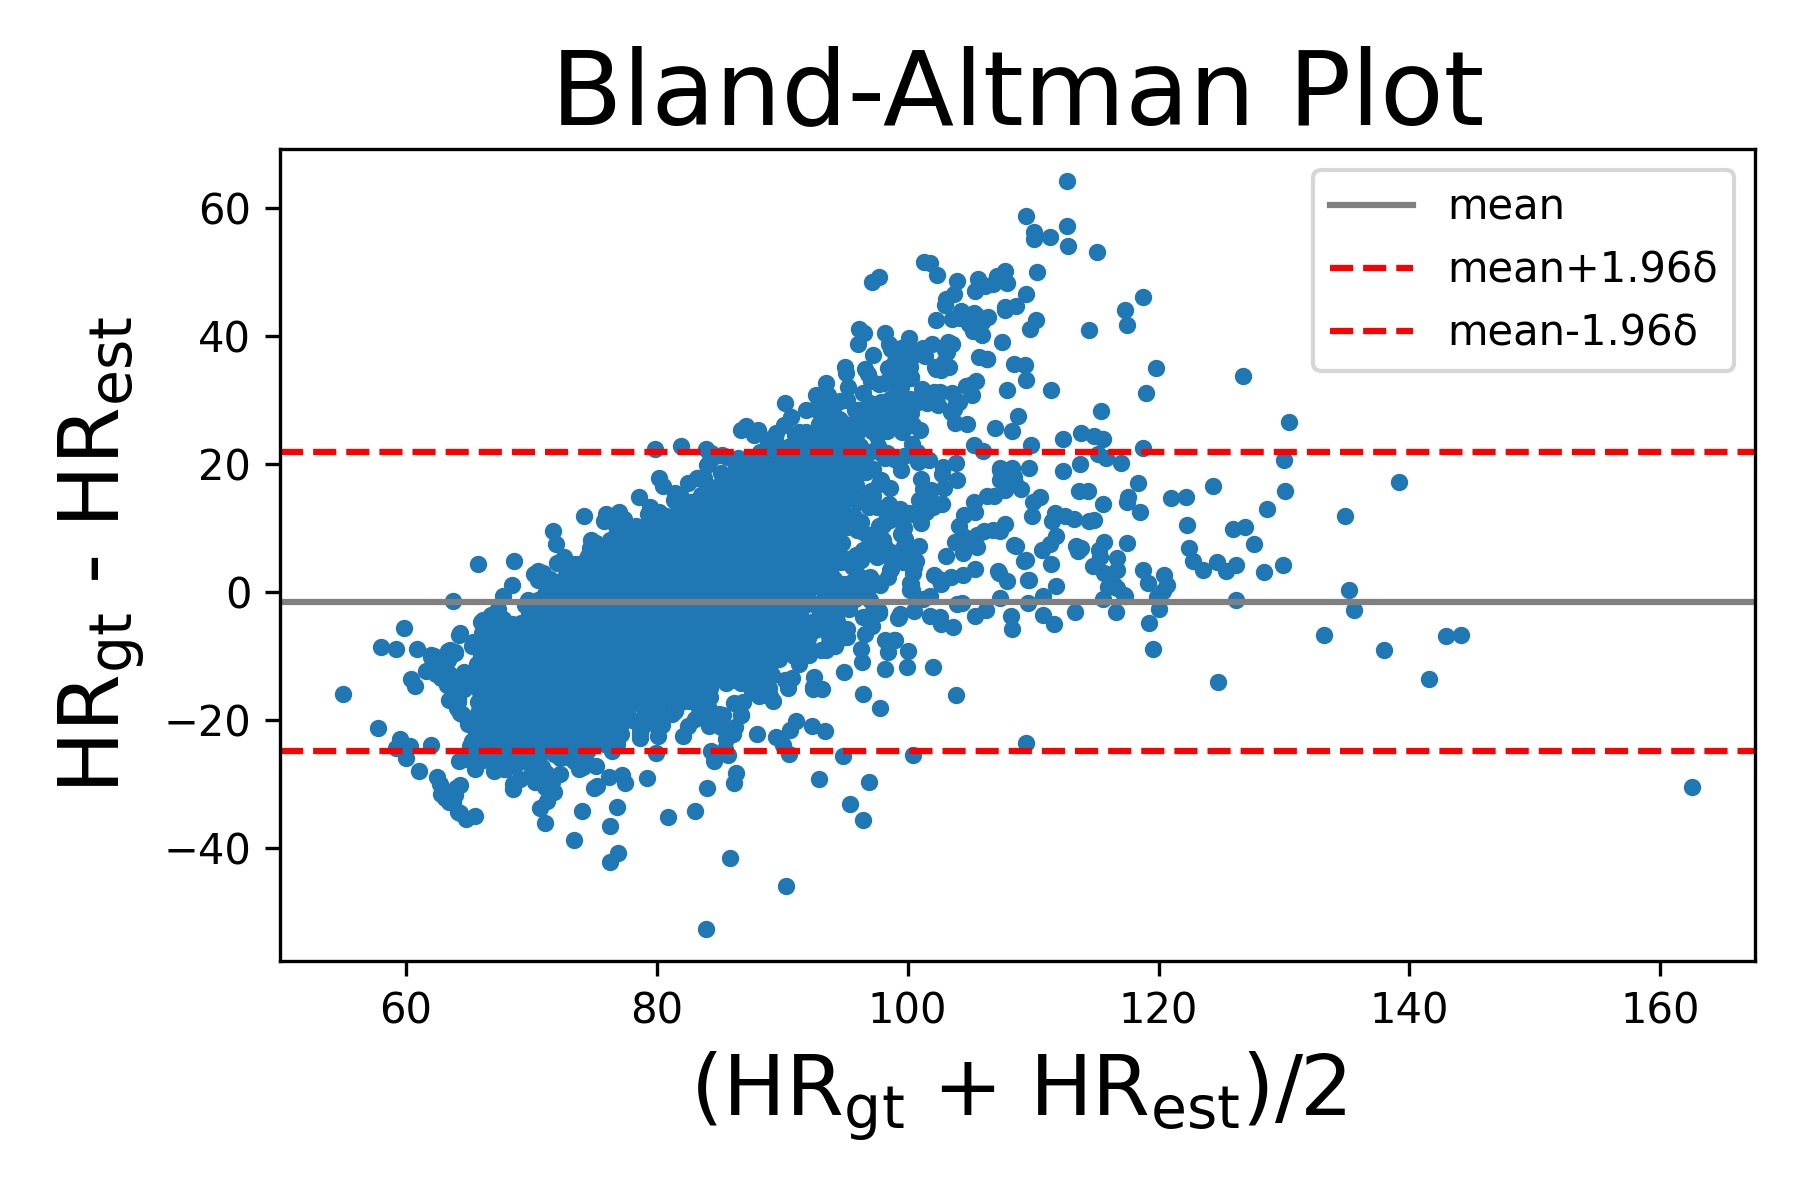 Bland-Altman Plot
mean
mean+1.96δ
mean-1.96δ
HRgt - HRest
60
40
20
0
−20
−40
60 80 100 120 140 160
(HRgt + HRest)/2